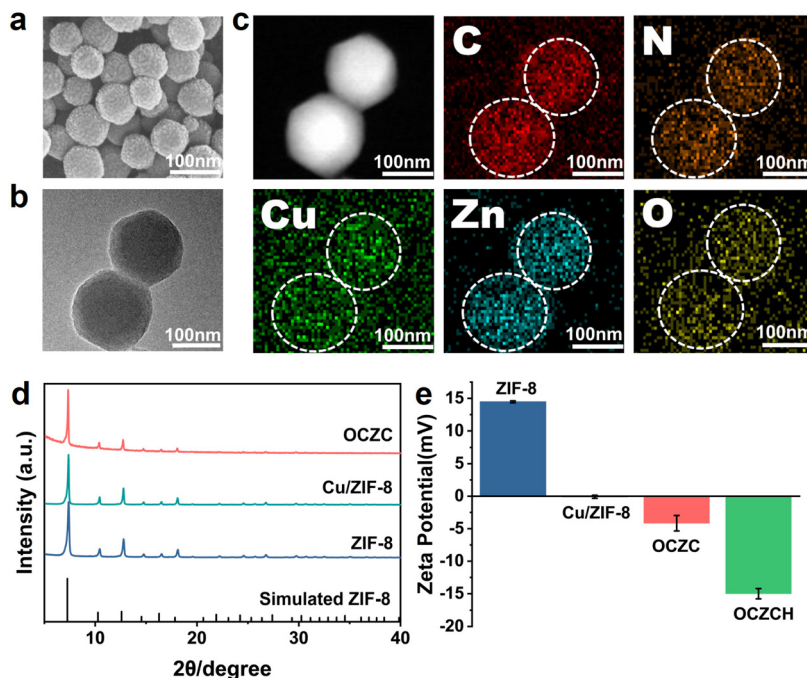 a
100nm
b
100nm
c
100nm
C
100nm
N
100nm
Cu
100nm
Zn
100nm
O
100nm
d
Intensity (a.u.)
OCZC
Cu/ZIF-8
ZIF-8
Simulated ZIF-8
10 20 30 40
2θ/degree
e
Zeta Potential(mV)
15
10
5
0
-5
-10
-15
-20
ZIF-8
Cu/ZIF-8
OCZC
OCZCH